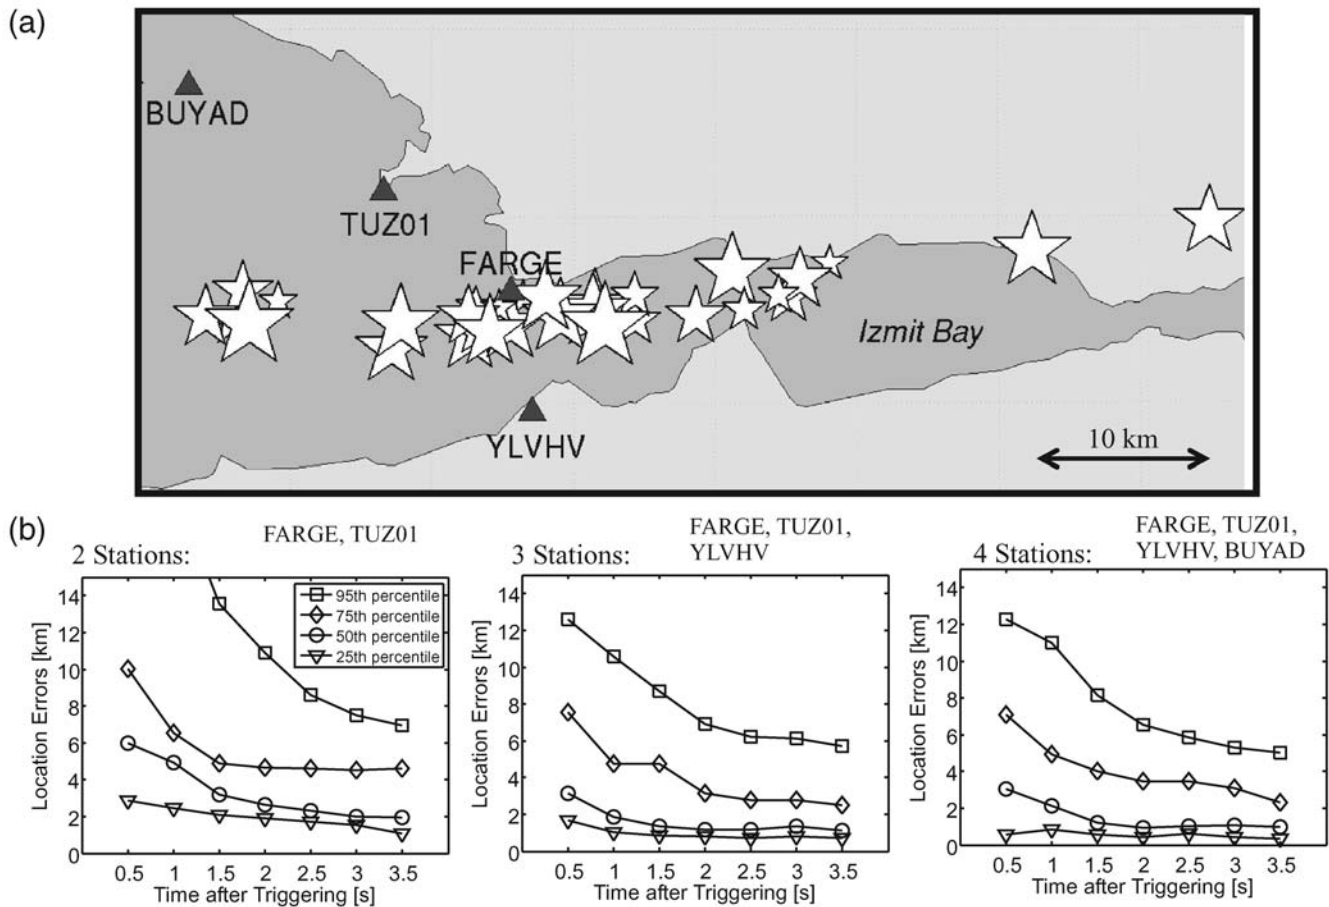 (a)
BUYAD
TUZ01
FARGE
Izmit Bay
YLVHV
10 km
(b)
2 Stations:
FARGE, TUZ01
14
12
10
8
6
4
2
0
Location Errors [km]
95th percentile
75th percentile
50th percentile
25th percentile
0.5 1 1.5 2 2.5 3 3.5
Time after Triggering [s]
3 Stations:
FARGE, TUZ01,
YLVHV
14
12
10
8
6
4
2
0
Location Errors [km]
0.5 1 1.5 2 2.5 3 3.5
Time after Triggering [s]
4 Stations:
FARGE, TUZ01,
YLVHV, BUYAD
14
12
10
8
6
4
2
0
Location Errors [km]
0.5 1 1.5 2 2.5 3 3.5
Time after Triggering [s]